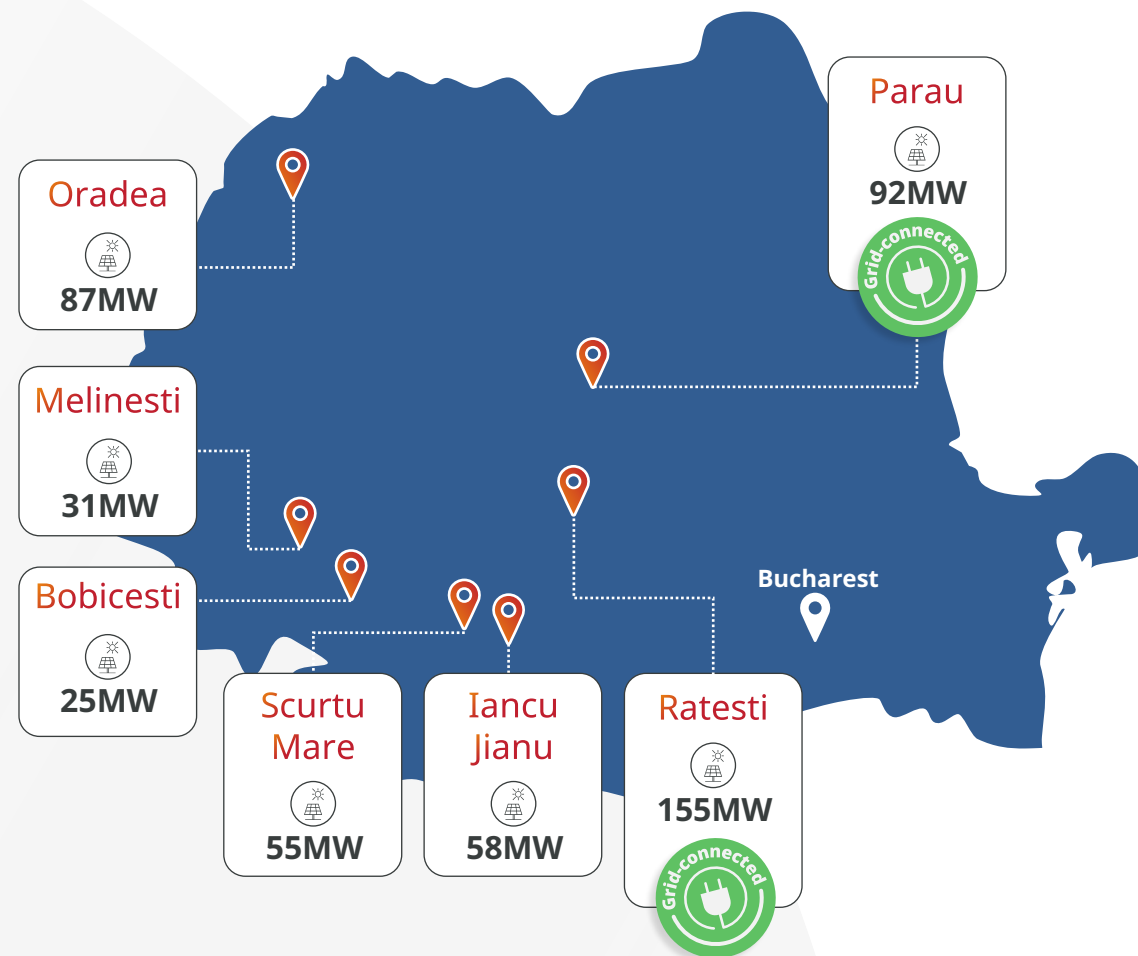 Parau
92MW
Grid-connected
Oradea
87MW
Melinesti
31MW
Bobicesti
25MW
Bucharest
Scurtu
Mare
55MW
Iancu
Jianu
58MW
Ratesti
155MW
Grid-connected